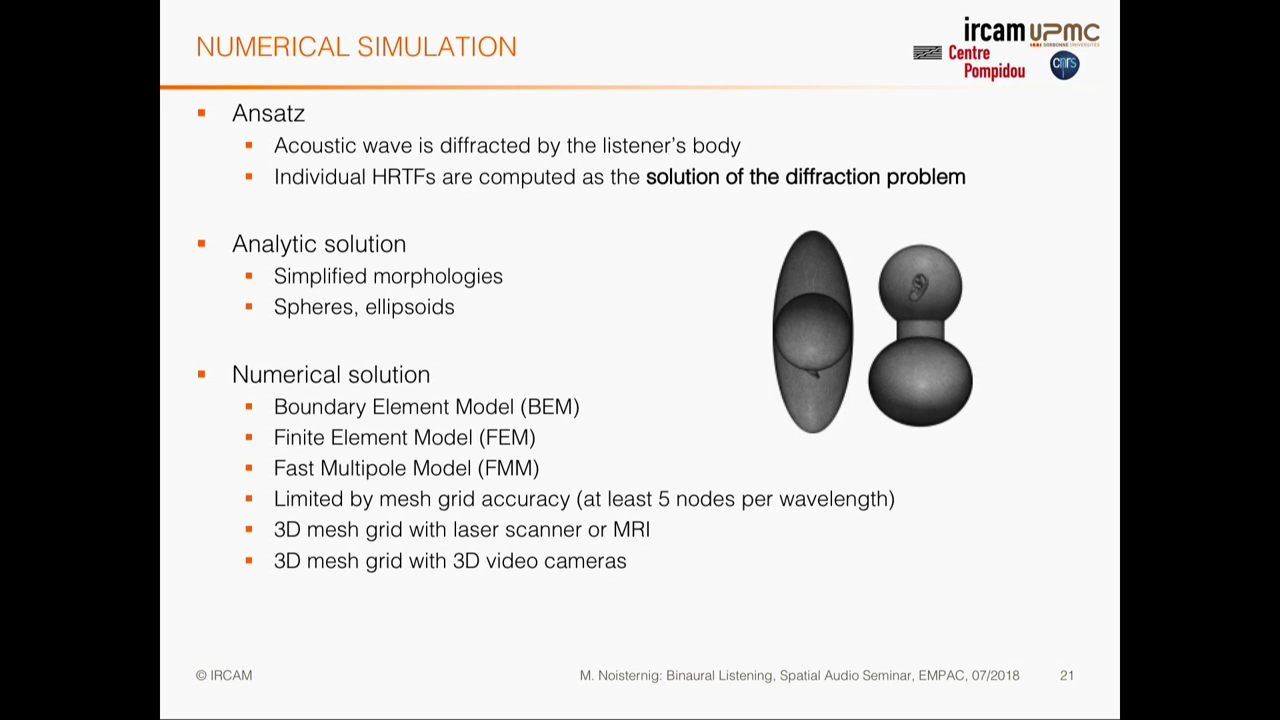 NUMERICAL SIMULATION
ircam UPMC
SORBONNE UNIVERSITÉS
Centre
Pompidou
cnrs
Ansatz
Acoustic wave is diffracted by the listener’s body
Individual HRTFs are computed as the solution of the diffraction problem
Analytic solution
Simplified morphologies
Spheres, ellipsoids
Numerical solution
Boundary Element Model (BEM)
Finite Element Model (FEM)
Fast Multipole Model (FMM)
Limited by mesh grid accuracy (at least 5 nodes per wavelength)
3D mesh grid with laser scanner or MRI
3D mesh grid with 3D video cameras
© IRCAM
M. Noisternig: Binaural Listening, Spatial Audio Seminar, EMPAC, 07/2018
21